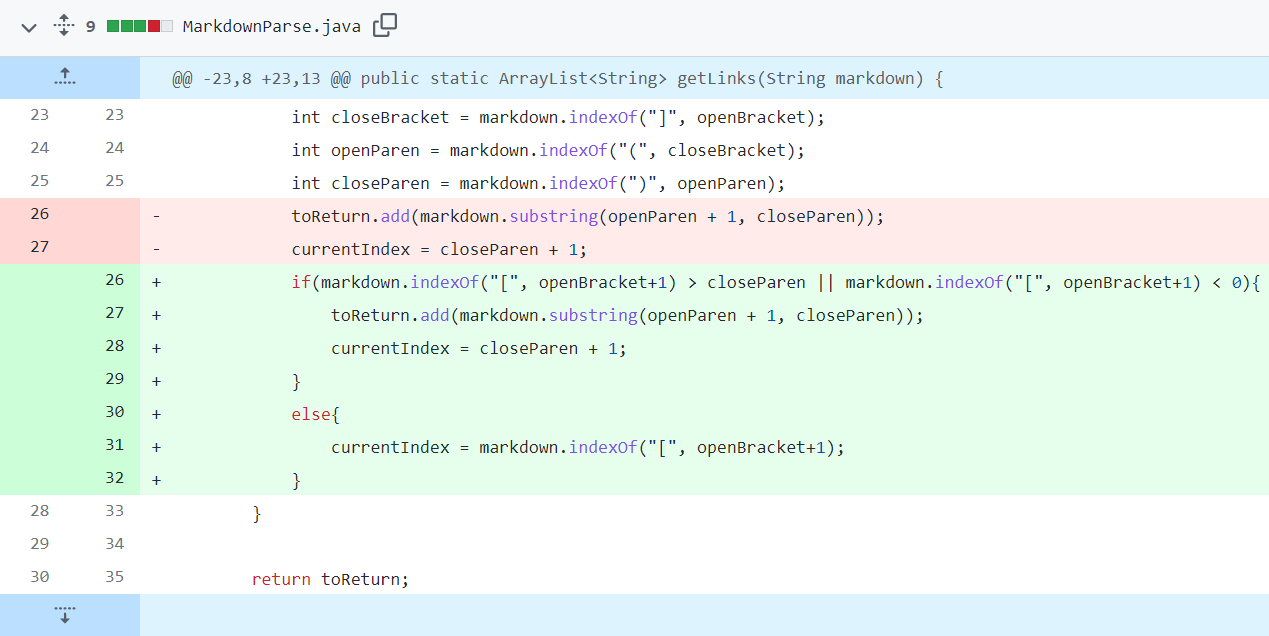 9 MarkdownParse.java
@@ -23,8 +23,13 @@ public static ArrayList<String> getLinks(String markdown) {
23 23 int closeBracket = markdown.indexOf("]", openBracket);
24 24 int openParen = markdown.indexOf("(", closeBracket);
25 25 int closeParen = markdown.indexOf(")", openParen);
26 - toReturn.add(markdown.substring(openParen + 1, closeParen));
27 - currentIndex = closeParen + 1;
26 + if(markdown.indexOf("[", openBracket+1) > closeParen || markdown.indexOf("[", openBracket+1) < 0){
27 + toReturn.add(markdown.substring(openParen + 1, closeParen));
28 + currentIndex = closeParen + 1;
29 + }
30 + else{
31 + currentIndex = markdown.indexOf("[", openBracket+1);
32 + }
28 33 }
29 34
30 35 return toReturn;